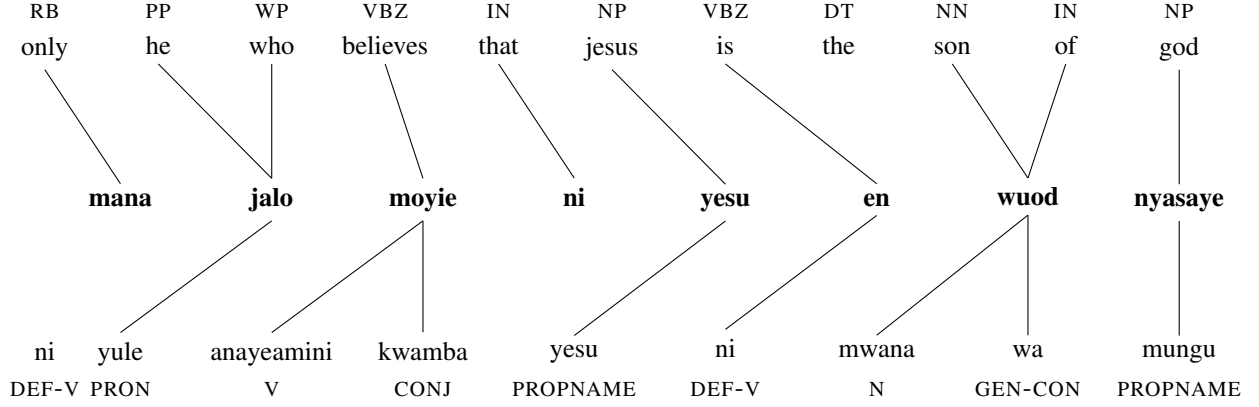 RB PP WP VBZ IN NP VBZ DT NN IN NP
only he who believes that jesus is the son of god
mana jalo moyie ni yesu en wuod nyasaye
ni yule anayeamini kwamba yesu ni mwana wa mungu
DEF-V PRON V CONJ PROPNAME DEF-V N GEN-CON PROPNAME